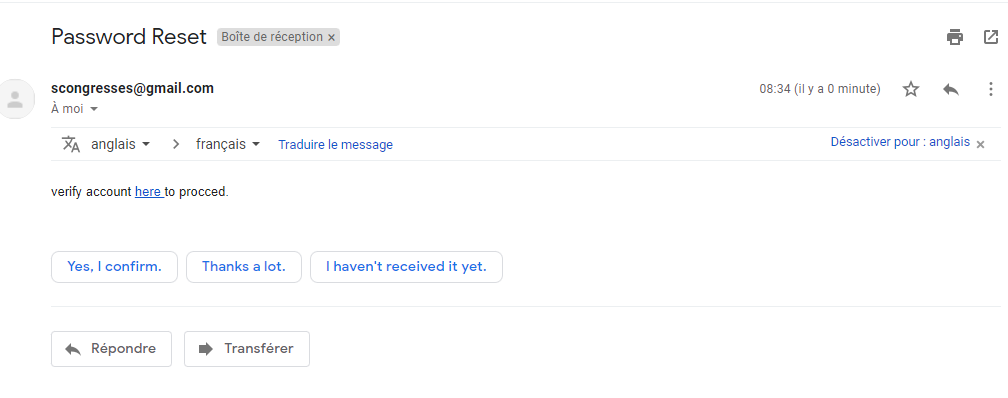 Password Reset Boîte de réception ×
scongresses@gmail.com 08:34 (il y a 0 minute)
À moi
anglais > français Traduire le message Désactiver pour : anglais ×
verify account here to procced.
Yes, I confirm. Thanks a lot. I haven't received it yet.
Répondre Transférer